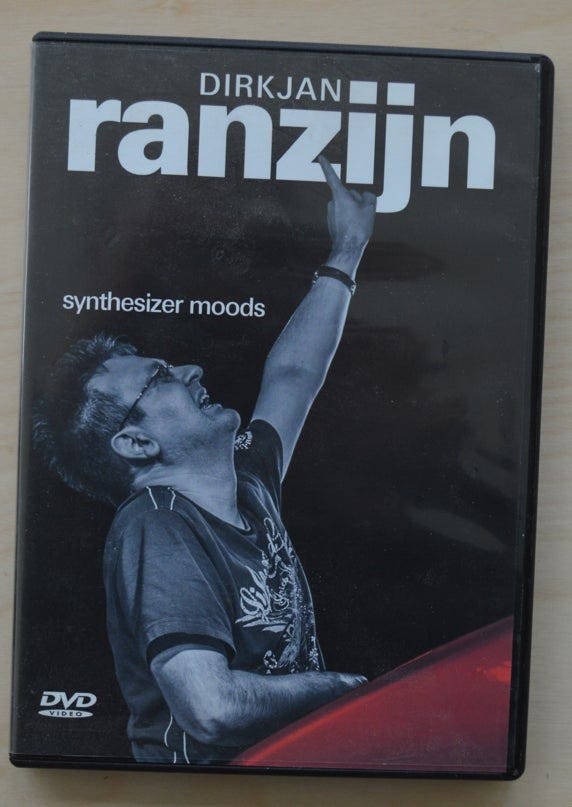 DIRKJAN
ranzijn
synthesizer moods
DVD
VIDEO